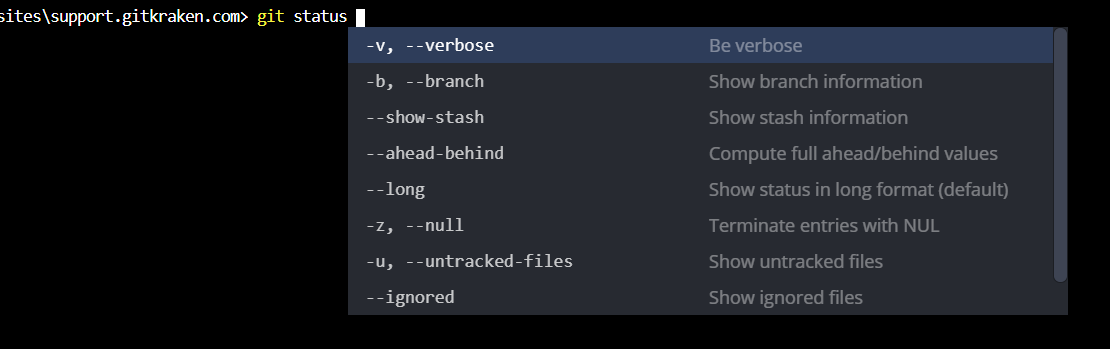 sites\support.gitkraken.com> git status
-v, --verbose Be verbose
-b, --branch Show branch information
--show-stash Show stash information
--ahead-behind Compute full ahead/behind values
--long Show status in long format (default)
-z, --null Terminate entries with NUL
-u, --untracked-files Show untracked files
--ignored Show ignored files